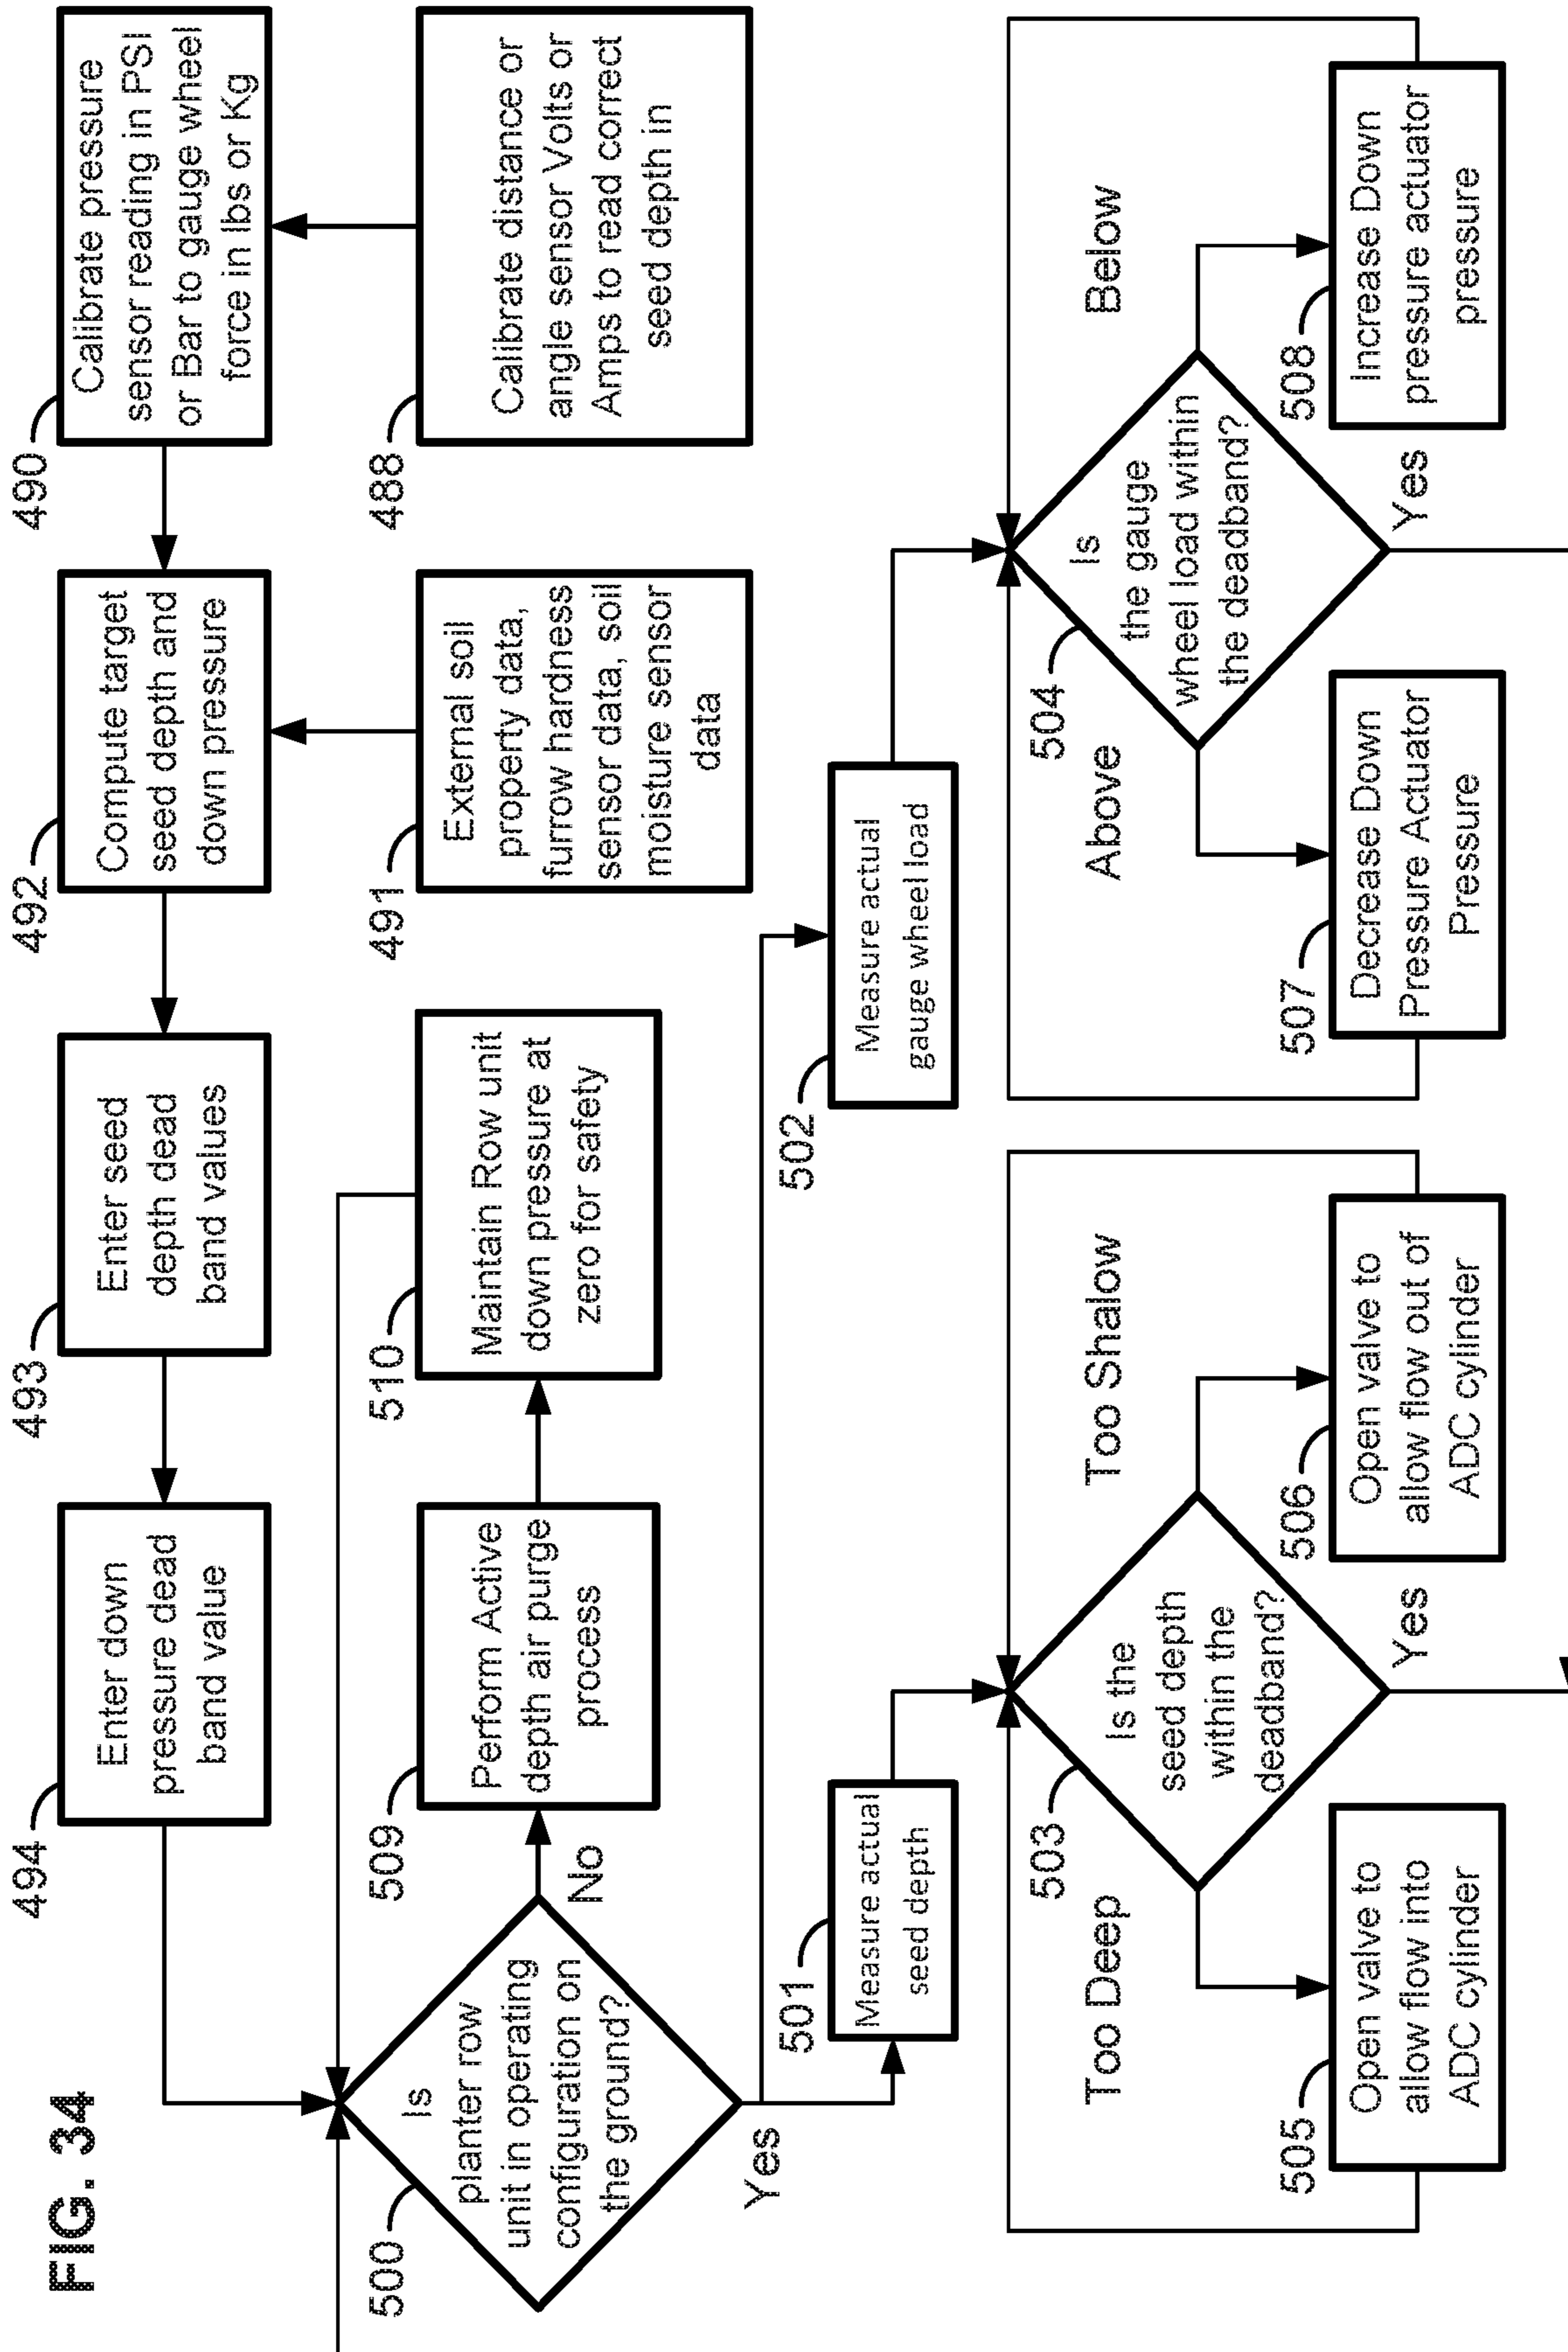 FIG. 34
494
Enter down
pressure dead
band value
493
Enter seed
depth dead
band values
492
Compute target
seed depth and
down pressure
490
Calibrate pressure
sensor reading in PSI
or Bar to gauge wheel
force in lbs or Kg
500
Is
planter row
unit in operating
configuration on
the ground?
No
Yes
509
Perform Active
depth air purge
process
510
Maintain Row unit
down pressure at
zero for safety
491
External soil
property data,
furrow hardness
sensor data, soil
moisture sensor
data
488
Calibrate distance or
angle sensor Volts or
Amps to read correct
seed depth in
501
Measure actual
seed depth
502
Measure actual
gauge wheel load
Too Deep
503
Is the
seed depth
within the
deadband?
Too Shalow
Yes
505
Open valve to
allow flow into
ADC cylinder
506
Open valve to
allow flow out of
ADC cylinder
Above
504
Is
the gauge
wheel load within
the deadband?
Below
Yes
507
Decrease Down
Pressure Actuator
Pressure
508
Increase Down
pressure actuator
pressure